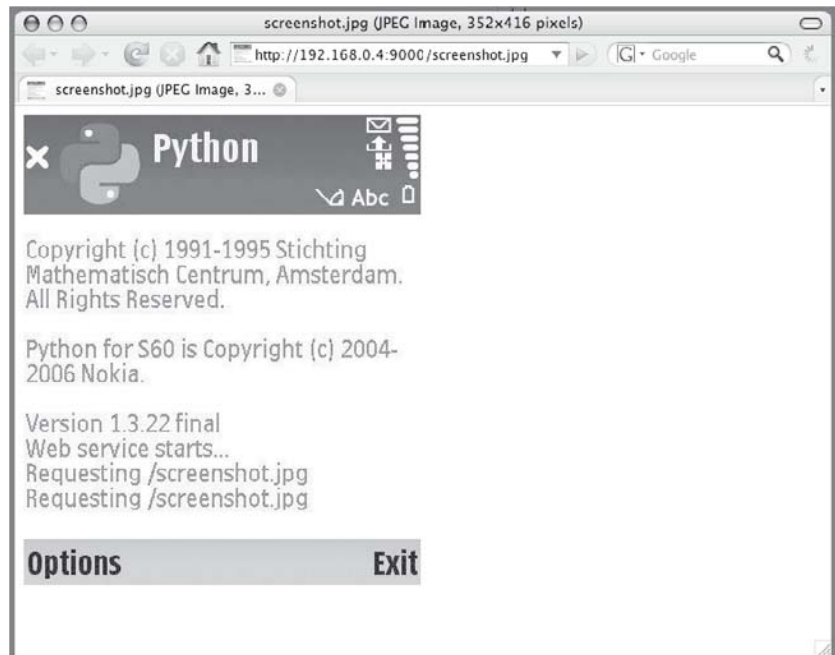 screenshot.jpg (JPEG Image, 352x416 pixels)
http://192.168.0.4:9000/screenshot.jpg
G Google
screenshot.jpg (JPEG Image, 3...
Python
Abc
Copyright (c) 1991-1995 Stichting
Mathematisch Centrum, Amsterdam.
All Rights Reserved.
Python for S60 is Copyright (c) 2004-
2006 Nokia.
Version 1.3.22 final
Web service starts...
Requesting /screenshot.jpg
Requesting /screenshot.jpg
Options Exit